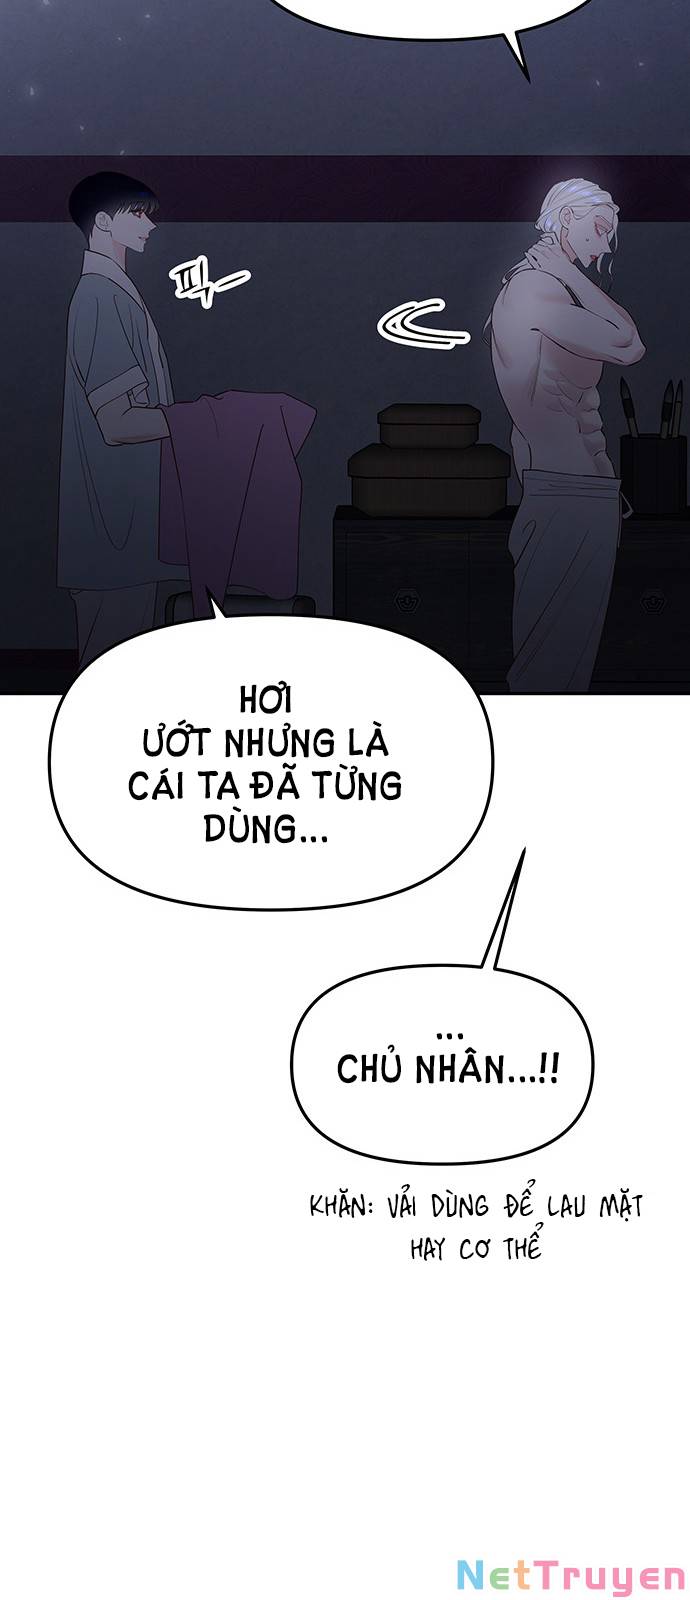 픽
HƠI
ƯỚT NHƯNG LÀ
CÁI TA ĐÃ TỪNG
DÙNG...
...
CHỦ NHÂN...!!
KHĂN: VẢI DÙNG ĐỂ LAU MẶT
HAY CƠ THỂ
NetTruyen